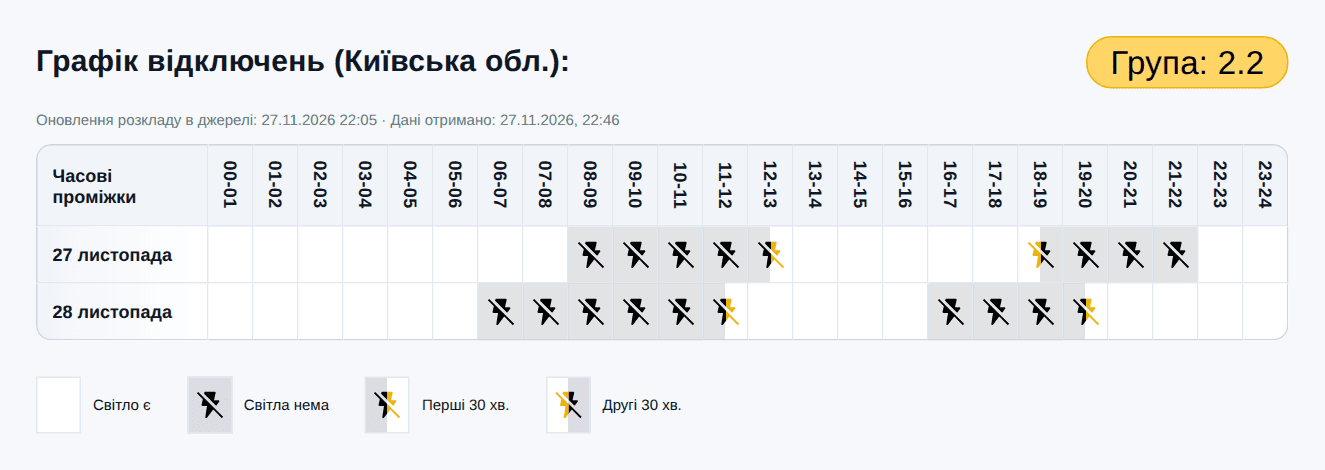 Графік відключень (Київська обл.):
Група: 2.2
Оновлення розкладу в джерелі: 27.11.2026 22:05 · Дані отримано: 27.11.2026, 22:46
Часові
проміжки
00-01
01-02
02-03
03-04
04-05
05-06
06-07
07-08
08-09
09-10
10-11
11-12
12-13
13-14
14-15
15-16
16-17
17-18
18-19
19-20
20-21
21-22
22-23
23-24
27 листопада
28 листопада
Світло є
Світла нема
Перші 30 хв.
Другі 30 хв.